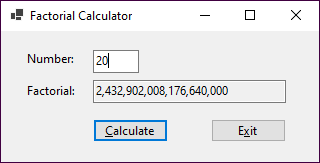 Factorial Calculator
Number: 20
Factorial: 2,432,902,008,176,640,000
Calculate Exit